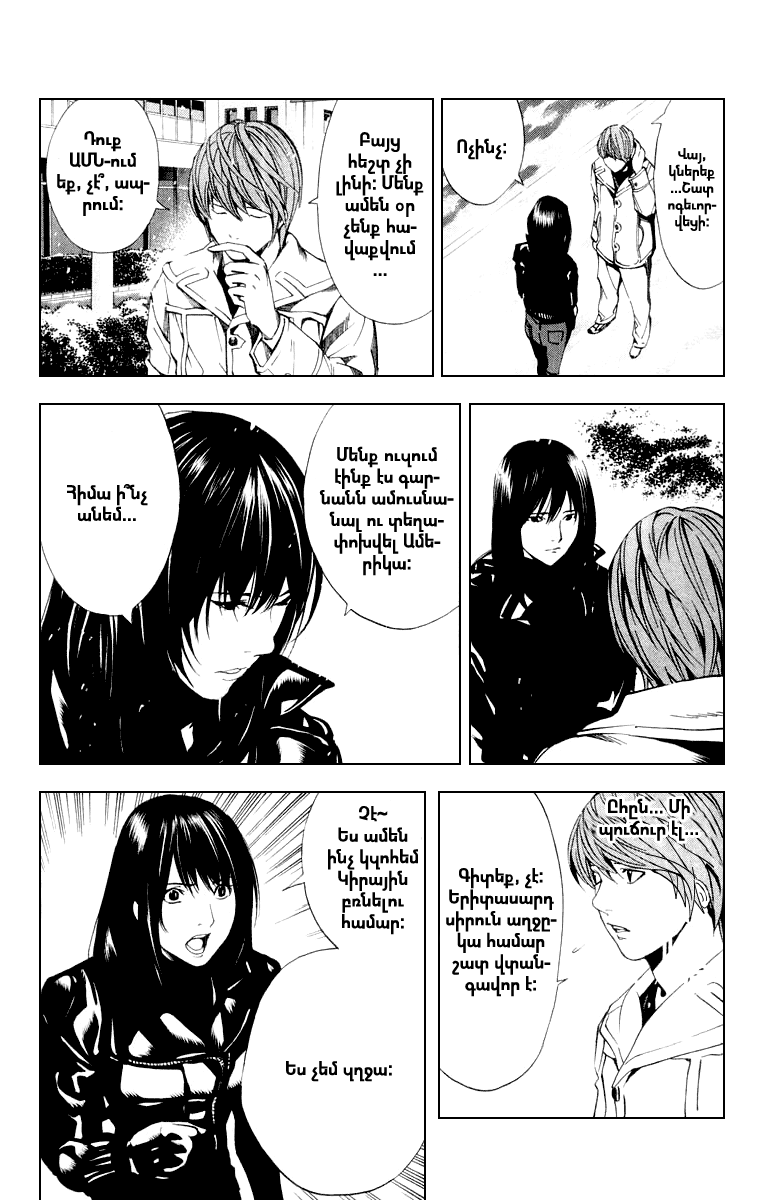 Վայ,
կներեք
...Շատ
ոգեւոր-
վեցի:
Ոչինչ:
Բայց
հեշտ չի
լինի: Մենք
ամեն օր
չենք հա-
վաքվում
...
Դուք
ԱՄՆ-ում
եք, չէ՞, ապ-
րում:
Մենք ուզում
էինք էս գար-
նանն ամուսնա-
նալ ու տեղա-
փոխվել Ամե-
րիկա:
Հիմա ի՞նչ
անեմ...
Ըհըն... Մի
պուճուր էլ...
Գիտեք, չէ:
Երիտասարդ
սիրուն աղջը-
կա համար
շատ վտան-
գավոր է:
Չէ~
Ես ամեն
ինչ կզոհեմ
Կիրային
բռնելու
համար:
Ես չեմ զղջա: